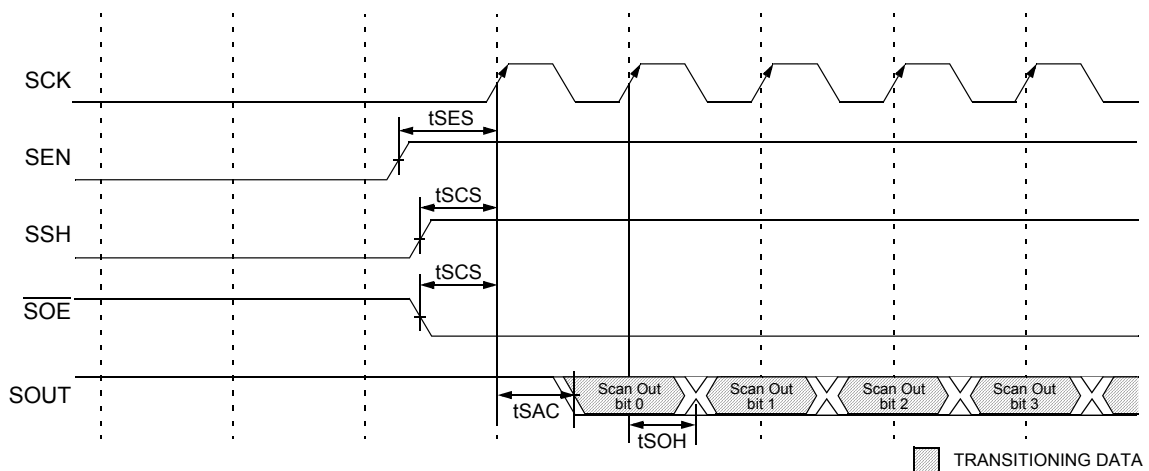 SCK
tSES
SEN
tSCS
SSH
tSCS
SOE
SOUT
Scan Out
bit 0
Scan Out
bit 1
Scan Out
bit 2
Scan Out
bit 3
tSAC
tSOH
TRANSITIONING DATA